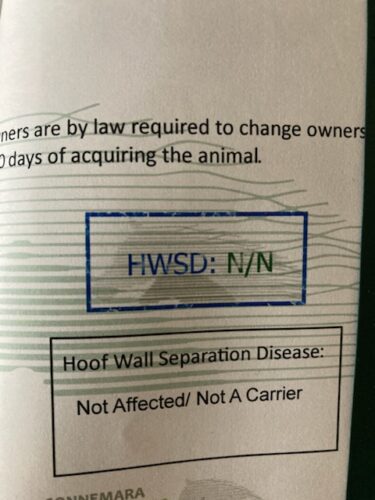 ners are by law required to change owners
0 days of acquiring the animal.
HWSD: N/N
Hoof Wall Separation Disease:
Not Affected/ Not A Carrier
ONNEMARA